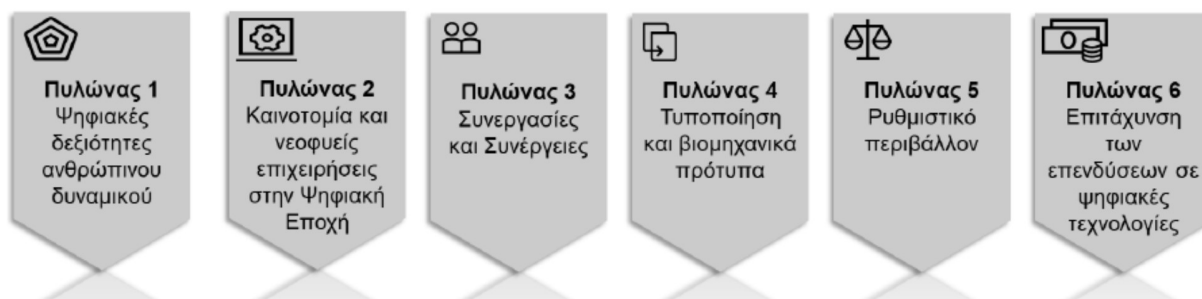 Πυλώνας 1
Ψηφιακές
δεξιότητες
ανθρώπινου
δυναμικού
Πυλώνας 2
Καινοτομία και
νεοφυείς
επιχειρήσεις
στην Ψηφιακή
Εποχή
Πυλώνας 3
Συνεργασίες
και Συνέργειες
Πυλώνας 4
Τυποποίηση
και βιομηχανικά
πρότυπα
Πυλώνας 5
Ρυθμιστικό
περιβάλλον
Πυλώνας 6
Επιτάχυνση
των
επενδύσεων σε
ψηφιακές
τεχνολογίες